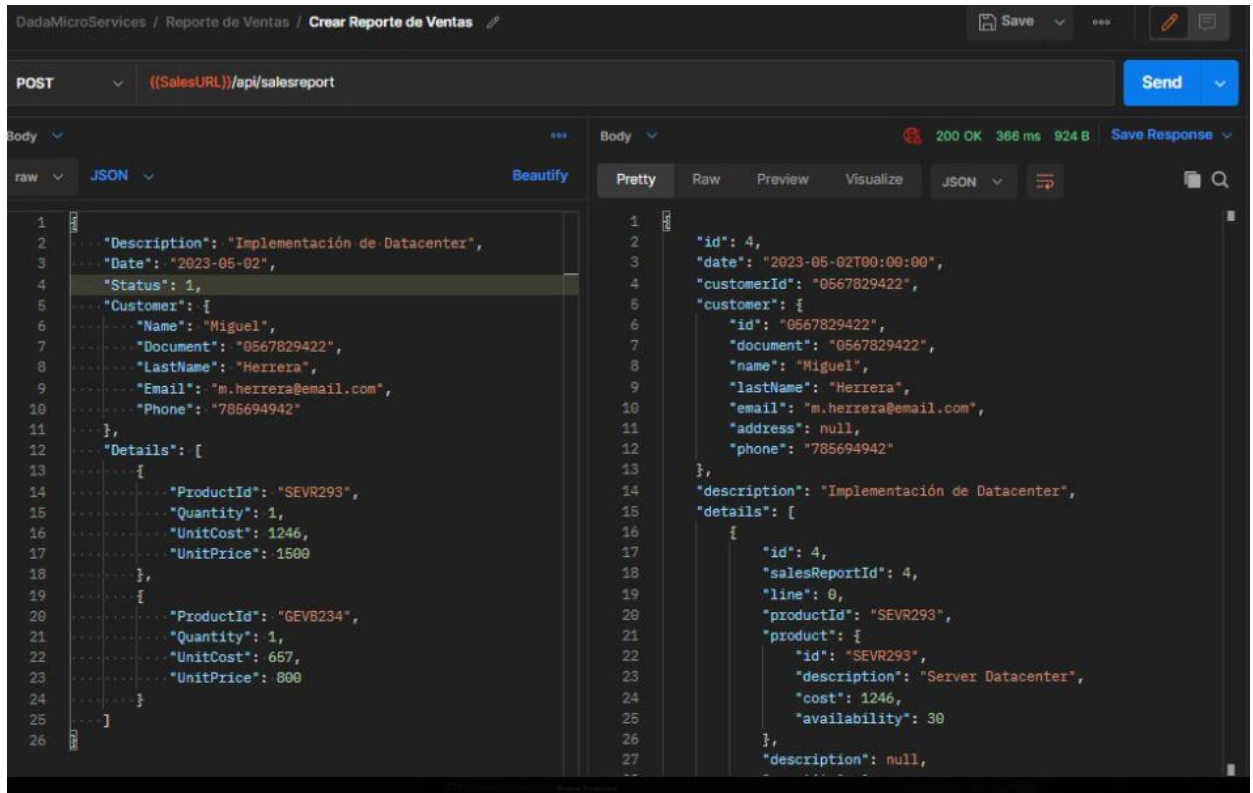 DadaMicroServices / Reporte de Ventas / Crear Reporte de Ventas
Save
POST {{SalesURL}}/api/salesreport Send
Body
raw JSON Beautify
1 {
2 "Description": "Implementación de Datacenter",
3 "Date": "2023-05-02",
4 "Status": 1,
5 "Customer": {
6 "Name": "Miguel",
7 "Document": "0567829422",
8 "LastName": "Herrera",
9 "Email": "m.herrera@email.com",
10 "Phone": "785694942"
11 },
12 "Details": [
13 {
14 "ProductId": "SEVR293",
15 "Quantity": 1,
16 "UnitCost": 1246,
17 "UnitPrice": 1500
18 },
19 {
20 "ProductId": "GEVB234",
21 "Quantity": 1,
22 "UnitCost": 657,
23 "UnitPrice": 800
24 }
25 ]
26 }
Body 200 OK 366 ms 924 B Save Response
Pretty Raw Preview Visualize JSON
1 {
2 "id": 4,
3 "date": "2023-05-02T00:00:00",
4 "customerId": "0567829422",
5 "customer": {
6 "id": "0567829422",
7 "document": "0567829422",
8 "name": "Miguel",
9 "lastName": "Herrera",
10 "email": "m.herrera@email.com",
11 "address": null,
12 "phone": "785694942"
13 },
14 "description": "Implementación de Datacenter",
15 "details": [
16 {
17 "id": 4,
18 "salesReportId": 4,
19 "line": 0,
20 "productId": "SEVR293",
21 "product": {
22 "id": "SEVR293",
23 "description": "Server Datacenter",
24 "cost": 1246,
25 "availability": 30
26 },
27 "description": null,